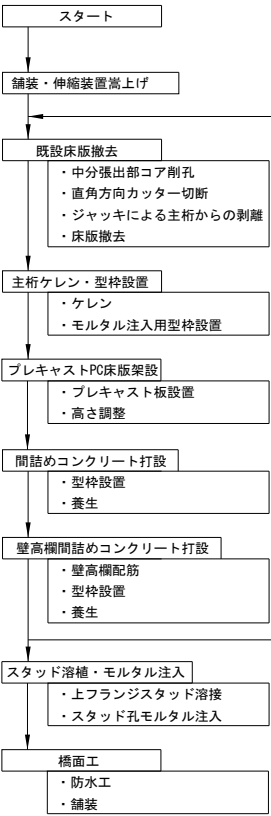 スタート
舗装・伸縮装置嵩上げ
既設床版撤去
・中分張出部コア削孔
・直角方向カッター切断
・ジャッキによる主桁からの剥離
・床版撤去
主桁ケレン・型枠設置
・ケレン
・モルタル注入用型枠設置
プレキャストPC床版架設
・プレキャスト板設置
・高さ調整
間詰めコンクリート打設
・型枠設置
・養生
壁高欄間詰めコンクリート打設
・壁高欄配筋
・型枠設置
・養生
スタッド溶植・モルタル注入
・上フランジスタッド溶接
・スタッド孔モルタル注入
橋面工
・防水工
・舗装